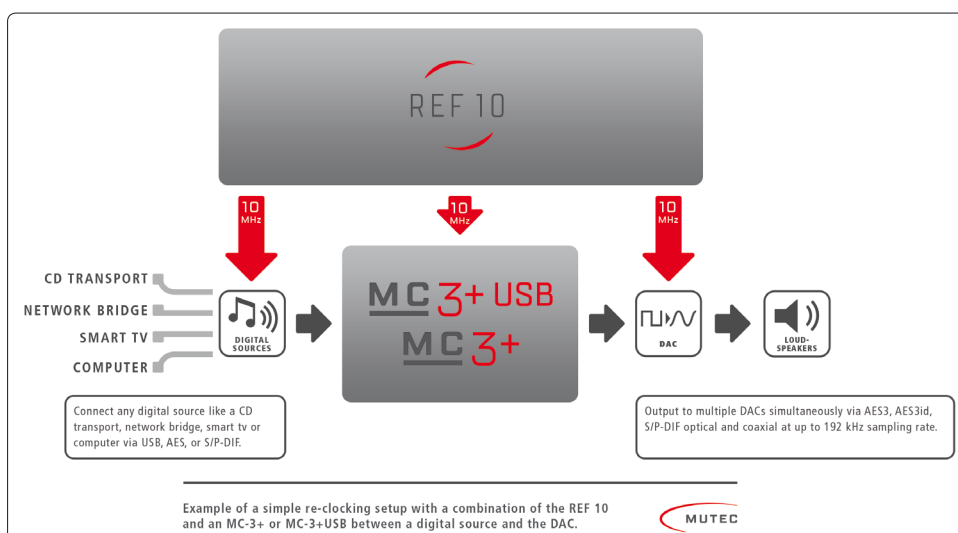 REF 10
10
MHz
10
MHz
10
MHz
CD TRANSPORT
NETWORK BRIDGE
SMART TV
COMPUTER
DIGITAL
SOURCES
MC3+ USB
MC3+
DAC
LOUD-
SPEAKERS
Connect any digital source like a CD
transport, network bridge, smart tv or
computer via USB, AES, or S/P-DIF.
Output to multiple DACs simultaneously via AES3, AES3id,
S/P-DIF optical and coaxial at up to 192 kHz sampling rate.
Example of a simple re-clocking setup with a combination of the REF 10
and an MC-3+ or MC-3+USB between a digital source and the DAC.
MUTEC